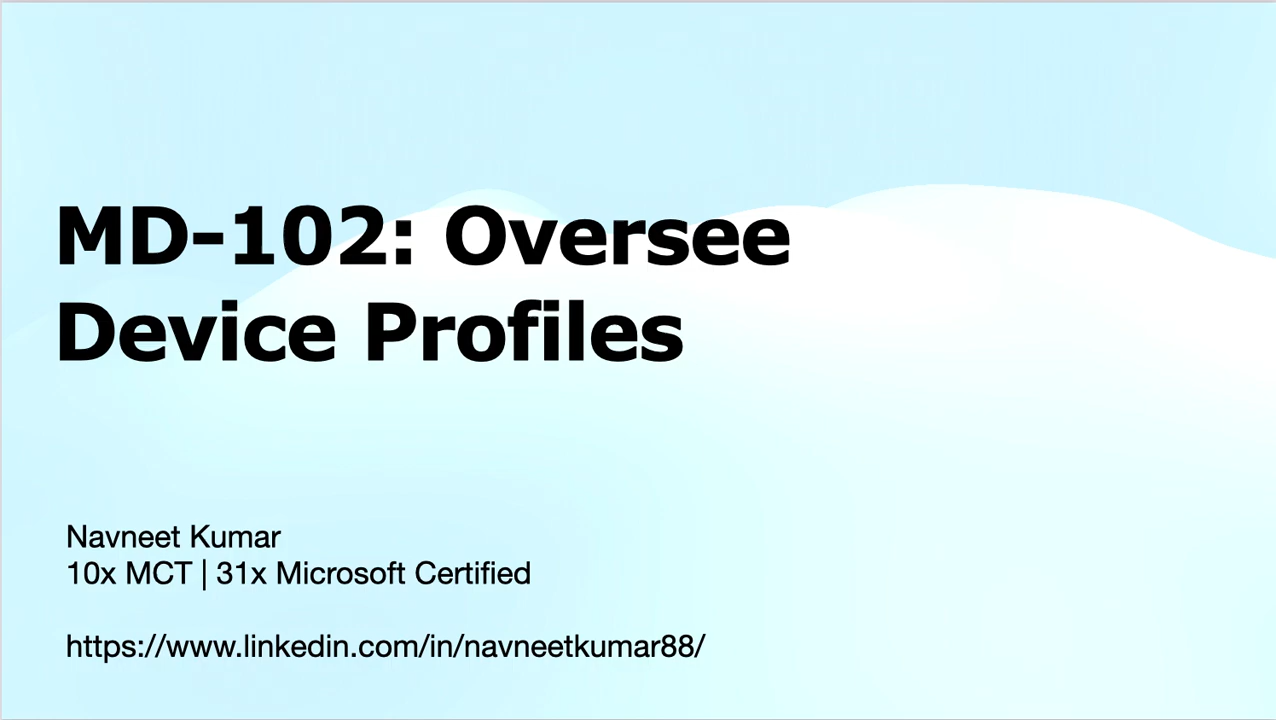 MD-102: Oversee
Device Profiles
Navneet Kumar
10x MCT | 31x Microsoft Certified
https://www.linkedin.com/in/navneetkumar88/